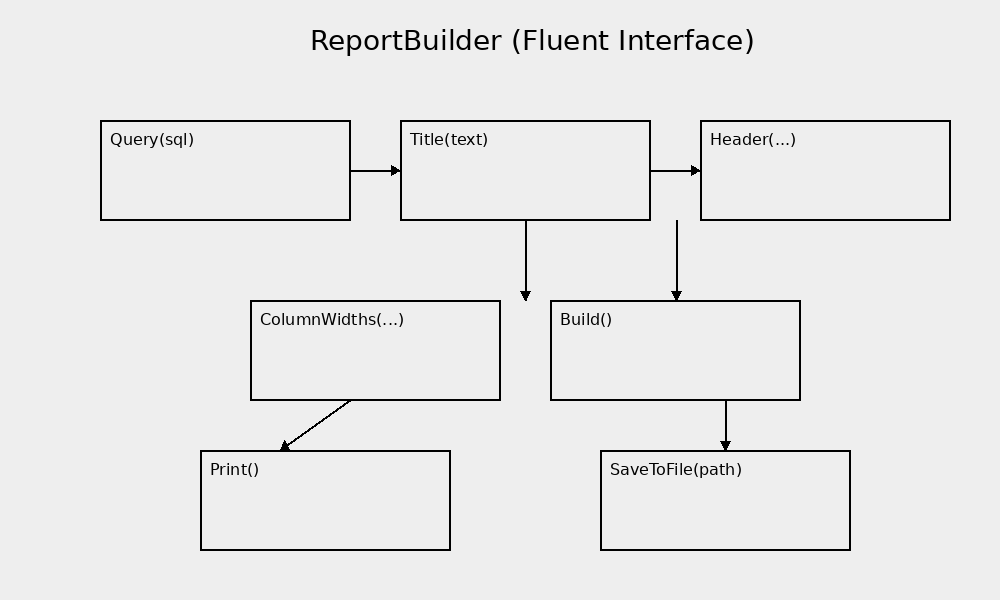 ReportBuilder (Fluent Interface)
Query(sql)
Title(text)
Header(...)
ColumnWidths(...)
Build()
Print()
SaveToFile(path)